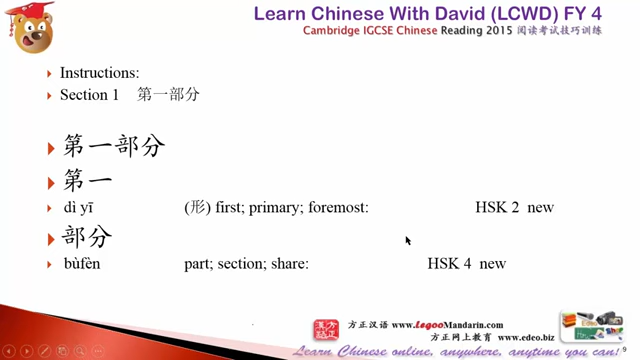 Learn Chinese With David (LCWD) FY 4
Cambridge IGCSE Chinese Reading 2015 阅读考试技巧训练
Instructions:
Section 1 第一部分
第一部分
第一
dì yī (形) first; primary; foremost: HSK 2 new
部分
bùfèn part; section; share: HSK 4 new
方正汉语 www.LegooMandarin.com
方正网上教育 www.edeo.biz
Learn Chinese online, anywhere, anytime you can!
9